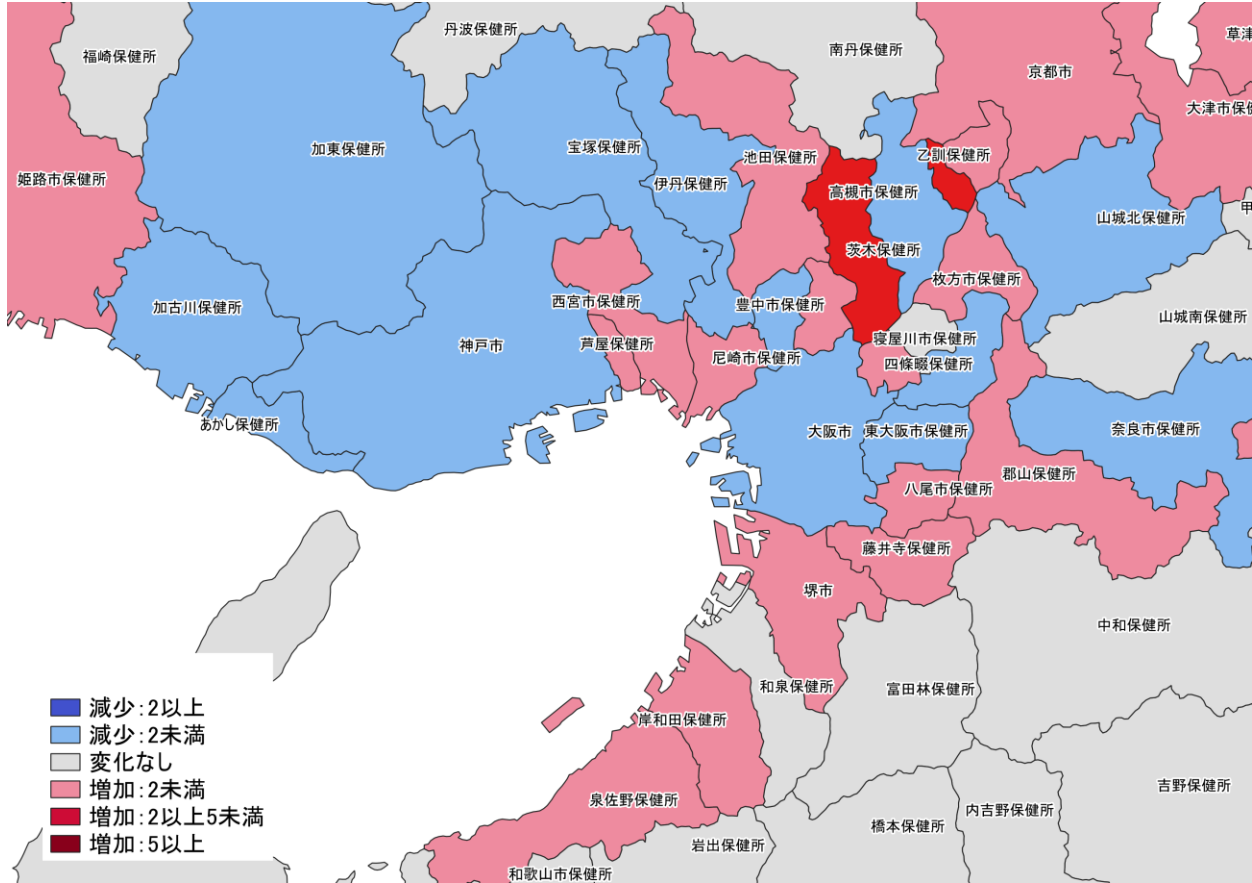 丹波保健所
南丹保健所
草津
福崎保健所
京都市
大津市保健
加東保健所
宝塚保健所
池田保健所
乙訓保健所
姫路市保健所
伊丹保健所
高槻市保健所
甲
山城北保健所
茨木保健所
枚方市保健所
加古川保健所
西宮市保健所
豊中市保健所
山城南保健所
神戸市
芦屋保健所
尼崎市保健所
寝屋川市保健所
四條畷保健所
あかし保健所
大阪市
東大阪市保健所
奈良市保健所
郡山保健所
八尾市保健所
藤井寺保健所
堺市
中和保健所
和泉保健所
富田林保健所
岸和田保健所
減少：2以上
減少：2未満
変化なし
増加：2未満
増加：2以上5未満
増加：5以上
泉佐野保健所
吉野保健所
内吉野保健所
橋本保健所
岩出保健所
和歌山市保健所